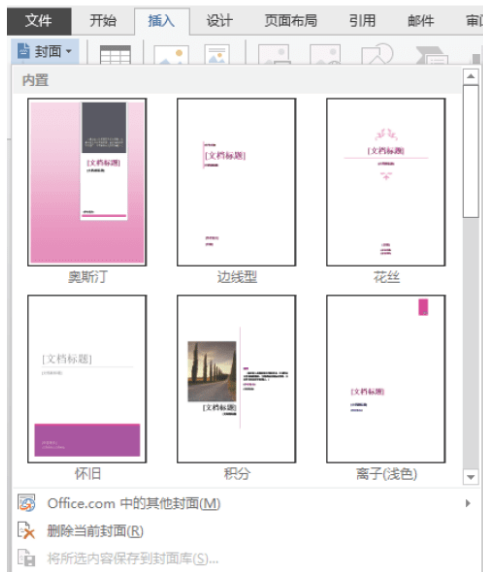 文件 开始 插入 设计 页面布局 引用 邮件
封面
内置
[文档标题] [文档标题] [文档标题]
奥斯汀 边线型 花丝
[文档标题] [文档标题] [文档标题]
怀旧 积分 离子(浅色)
Office.com 中的其他封面(M)
删除当前封面(R)
将所选内容保存到封面库(S)...